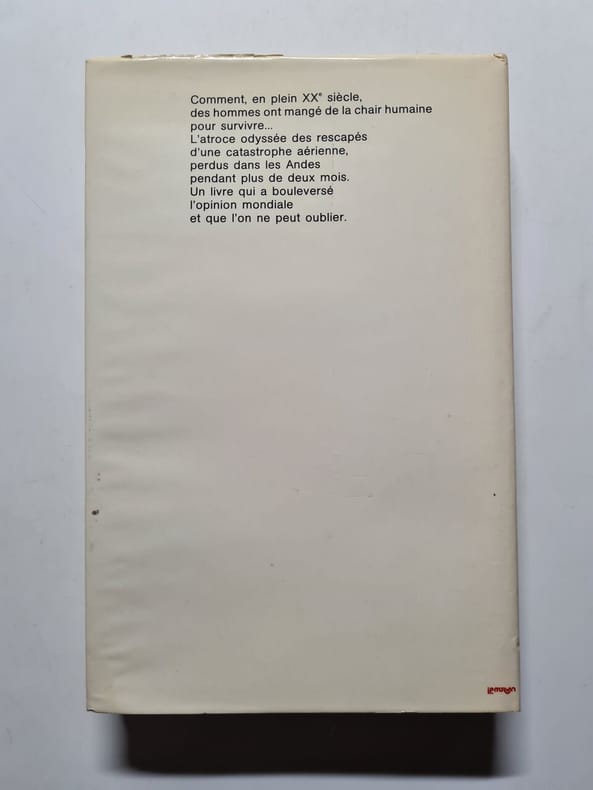 Comment, en plein XXᵉ siècle,
des hommes ont mangé de la chair humaine
pour survivre...
L'atroce odyssée des rescapés
d'une catastrophe aérienne,
perdus dans les Andes
pendant plus de deux mois.
Un livre qui a bouleversé
l'opinion mondiale
et que l'on ne peut oublier.